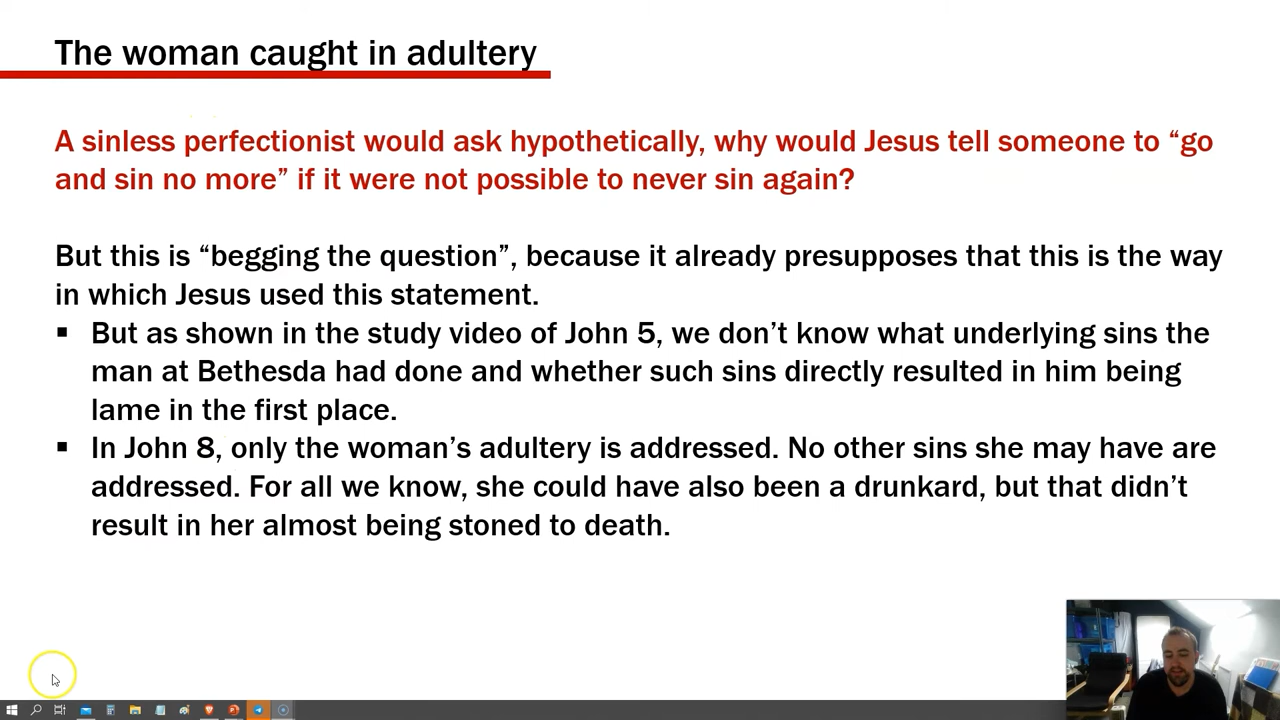 The woman caught in adultery
A sinless perfectionist would ask hypothetically, why would Jesus tell someone to “go
and sin no more” if it were not possible to never sin again?
But this is “begging the question”, because it already presupposes that this is the way
in which Jesus used this statement.
▪ But as shown in the study video of John 5, we don’t know what underlying sins the
man at Bethesda had done and whether such sins directly resulted in him being
lame in the first place.
▪ In John 8, only the woman’s adultery is addressed. No other sins she may have are
addressed. For all we know, she could have also been a drunkard, but that didn’t
result in her almost being stoned to death.